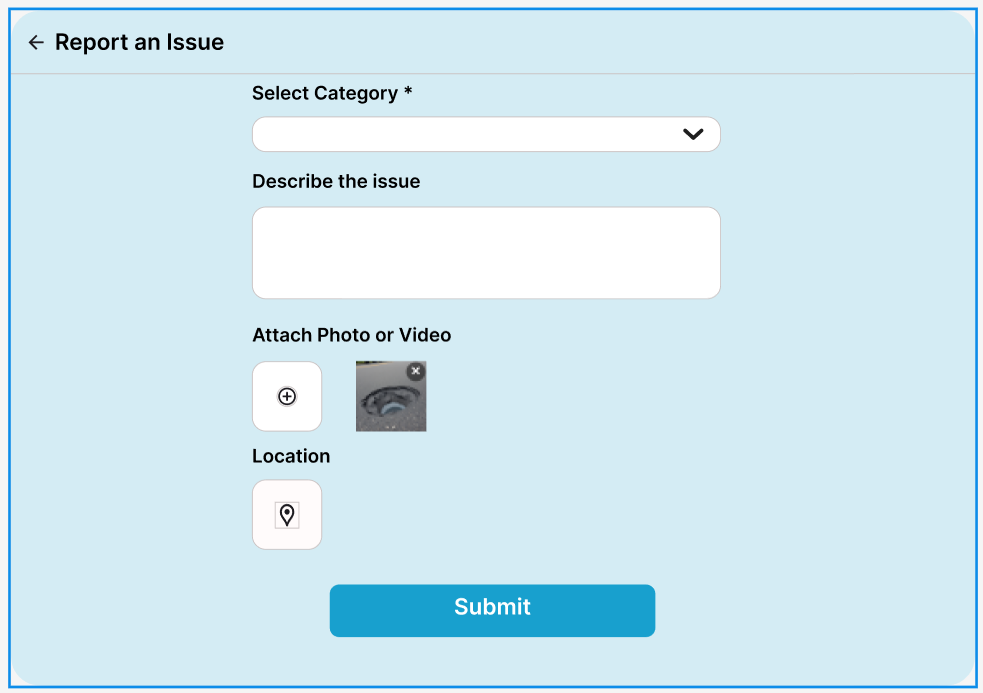 Report an Issue
Select Category *
Describe the issue
Attach Photo or Video
Location
Submit